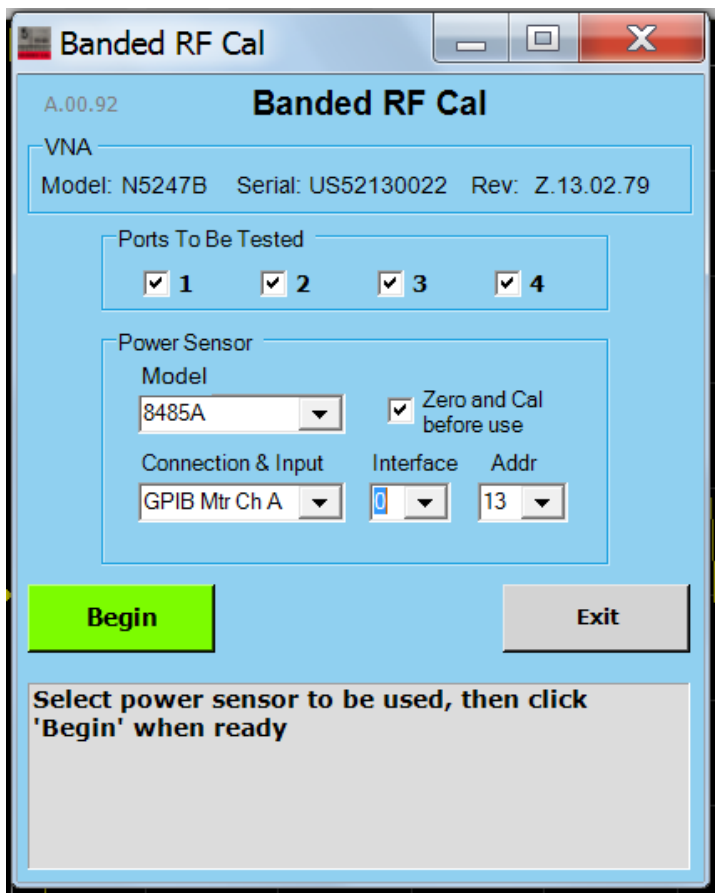 Banded RF Cal
A.00.92 Banded RF Cal
VNA
Model: N5247B Serial: US52130022 Rev: Z.13.02.79
Ports To Be Tested
1 2 3 4
Power Sensor
Model
8485A
Zero and Cal
before use
Connection & Input Interface Addr
GPIB Mtr Ch A 0 13
Begin Exit
Select power sensor to be used, then click
'Begin' when ready